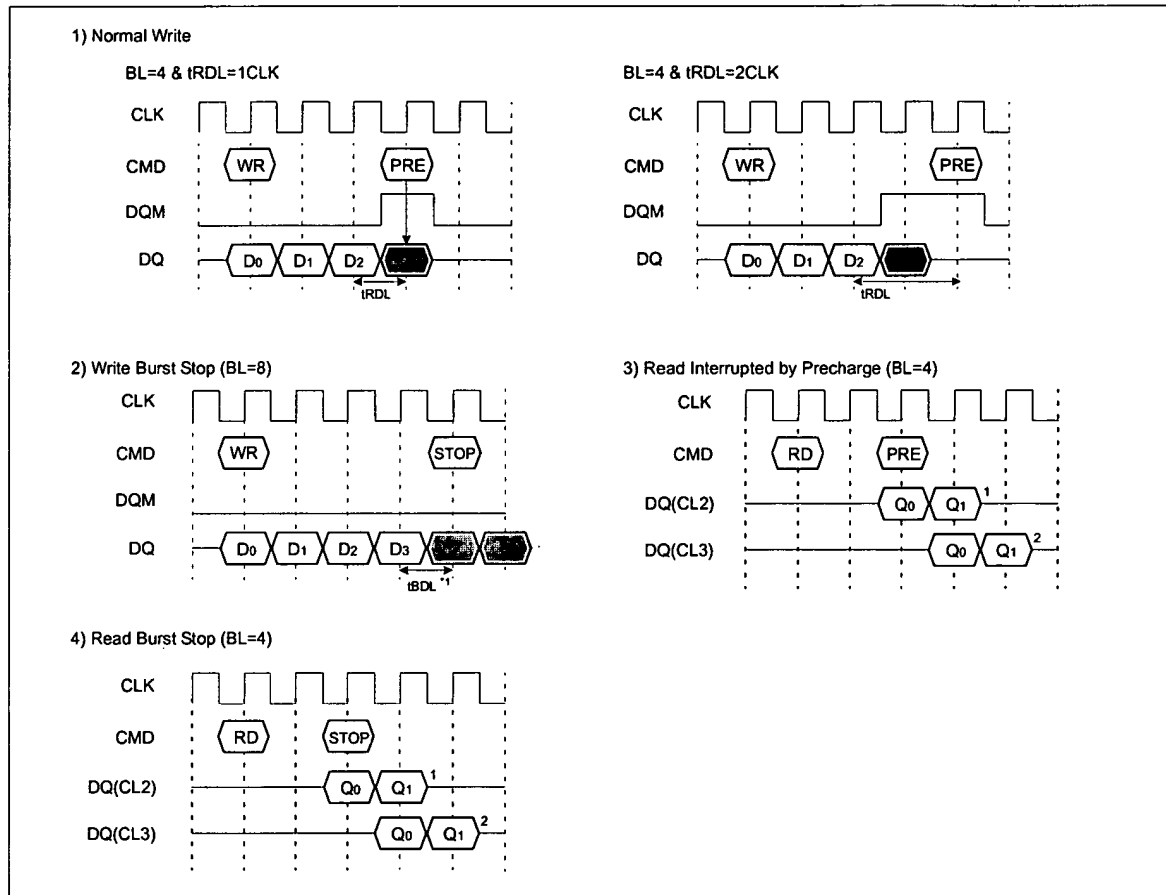 1) Normal Write
BL=4 & tRDL=1CLK
CLK
CMD WR PRE
DQM
DQ D0 D1 D2
tRDL
BL=4 & tRDL=2CLK
CLK
CMD WR PRE
DQM
DQ D0 D1 D2
tRDL
2) Write Burst Stop (BL=8)
CLK
CMD WR STOP
DQM
DQ D0 D1 D2 D3
tBDL *1
3) Read Interrupted by Precharge (BL=4)
CLK
CMD RD PRE
DQ(CL2) Q0 Q1 1
DQ(CL3) Q0 Q1 2
4) Read Burst Stop (BL=4)
CLK
CMD RD STOP
DQ(CL2) Q0 Q1 1
DQ(CL3) Q0 Q1 2